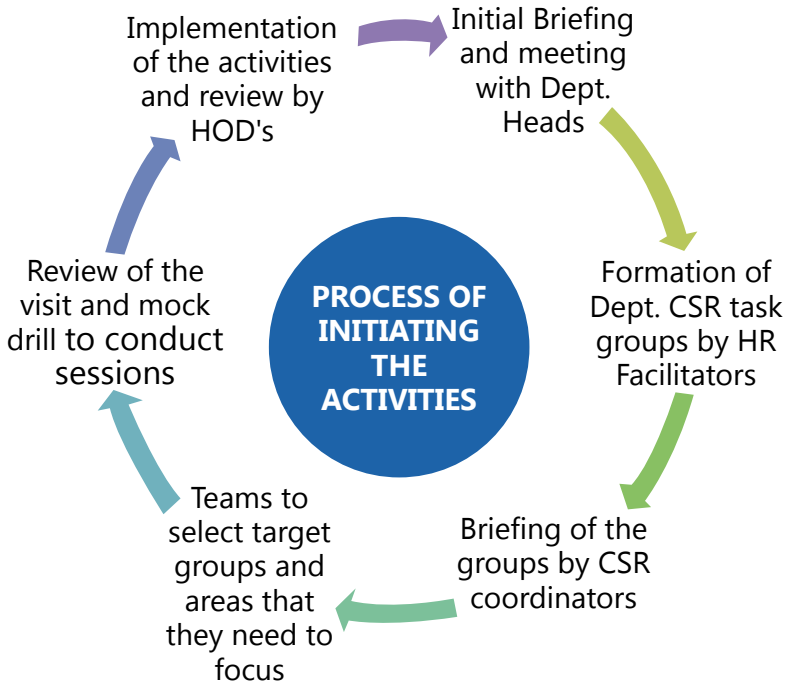 Implementation
of the activities
and review by
HOD's
Initial Briefing
and meeting
with Dept.
Heads
Formation of
Dept. CSR task
groups by HR
Facilitators
Briefing of the
groups by CSR
coordinators
Teams to
select target
groups and
areas that
they need to
focus
Review of the
visit and mock
drill to conduct
sessions
PROCESS OF
INITIATING
THE
ACTIVITIES